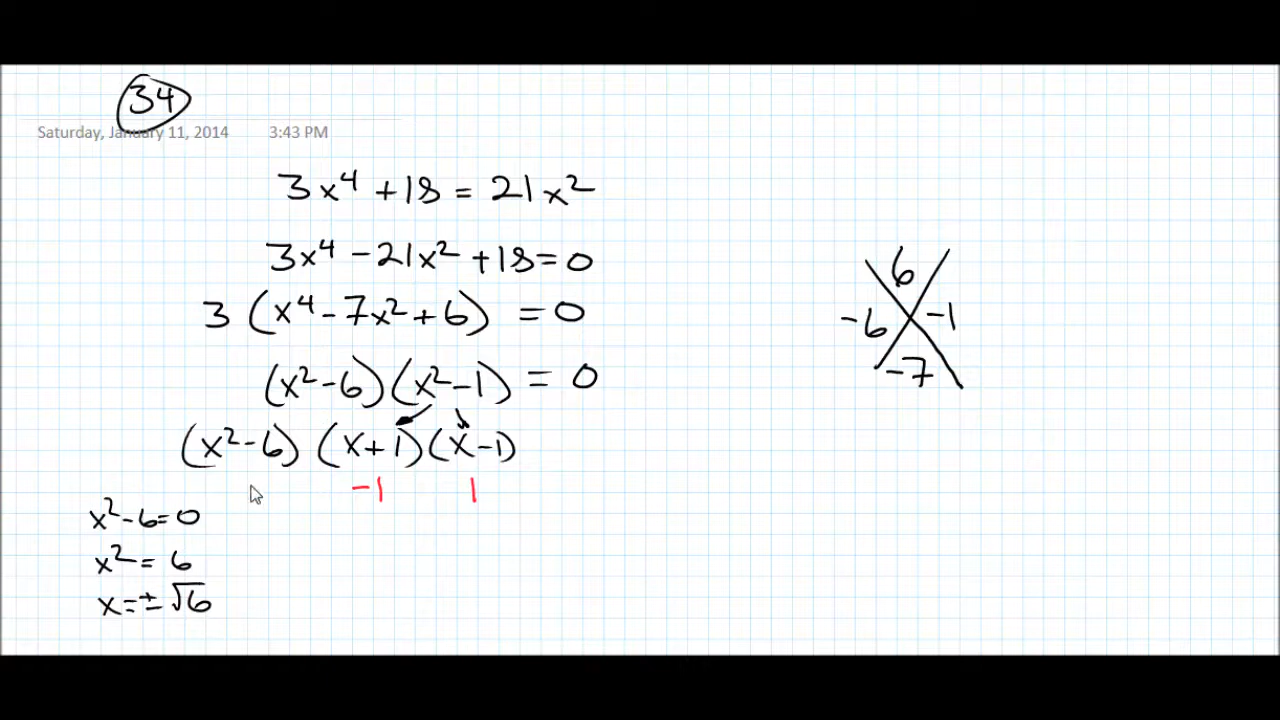 34
Saturday, January 11, 2014 3:43 PM
3x⁴ + 18 = 21x²
3x⁴ - 21x² + 18 = 0
3 (x⁴ - 7x² + 6) = 0
(x² - 6)(x² - 1) = 0
(x² - 6) (x + 1)(x - 1)
-1 1
x² - 6 = 0
x² = 6
x = ± √6
6
-6 -1
-7